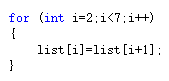 for (int i=2;i<7;i++)
{
    list[i]=list[i+1];
}